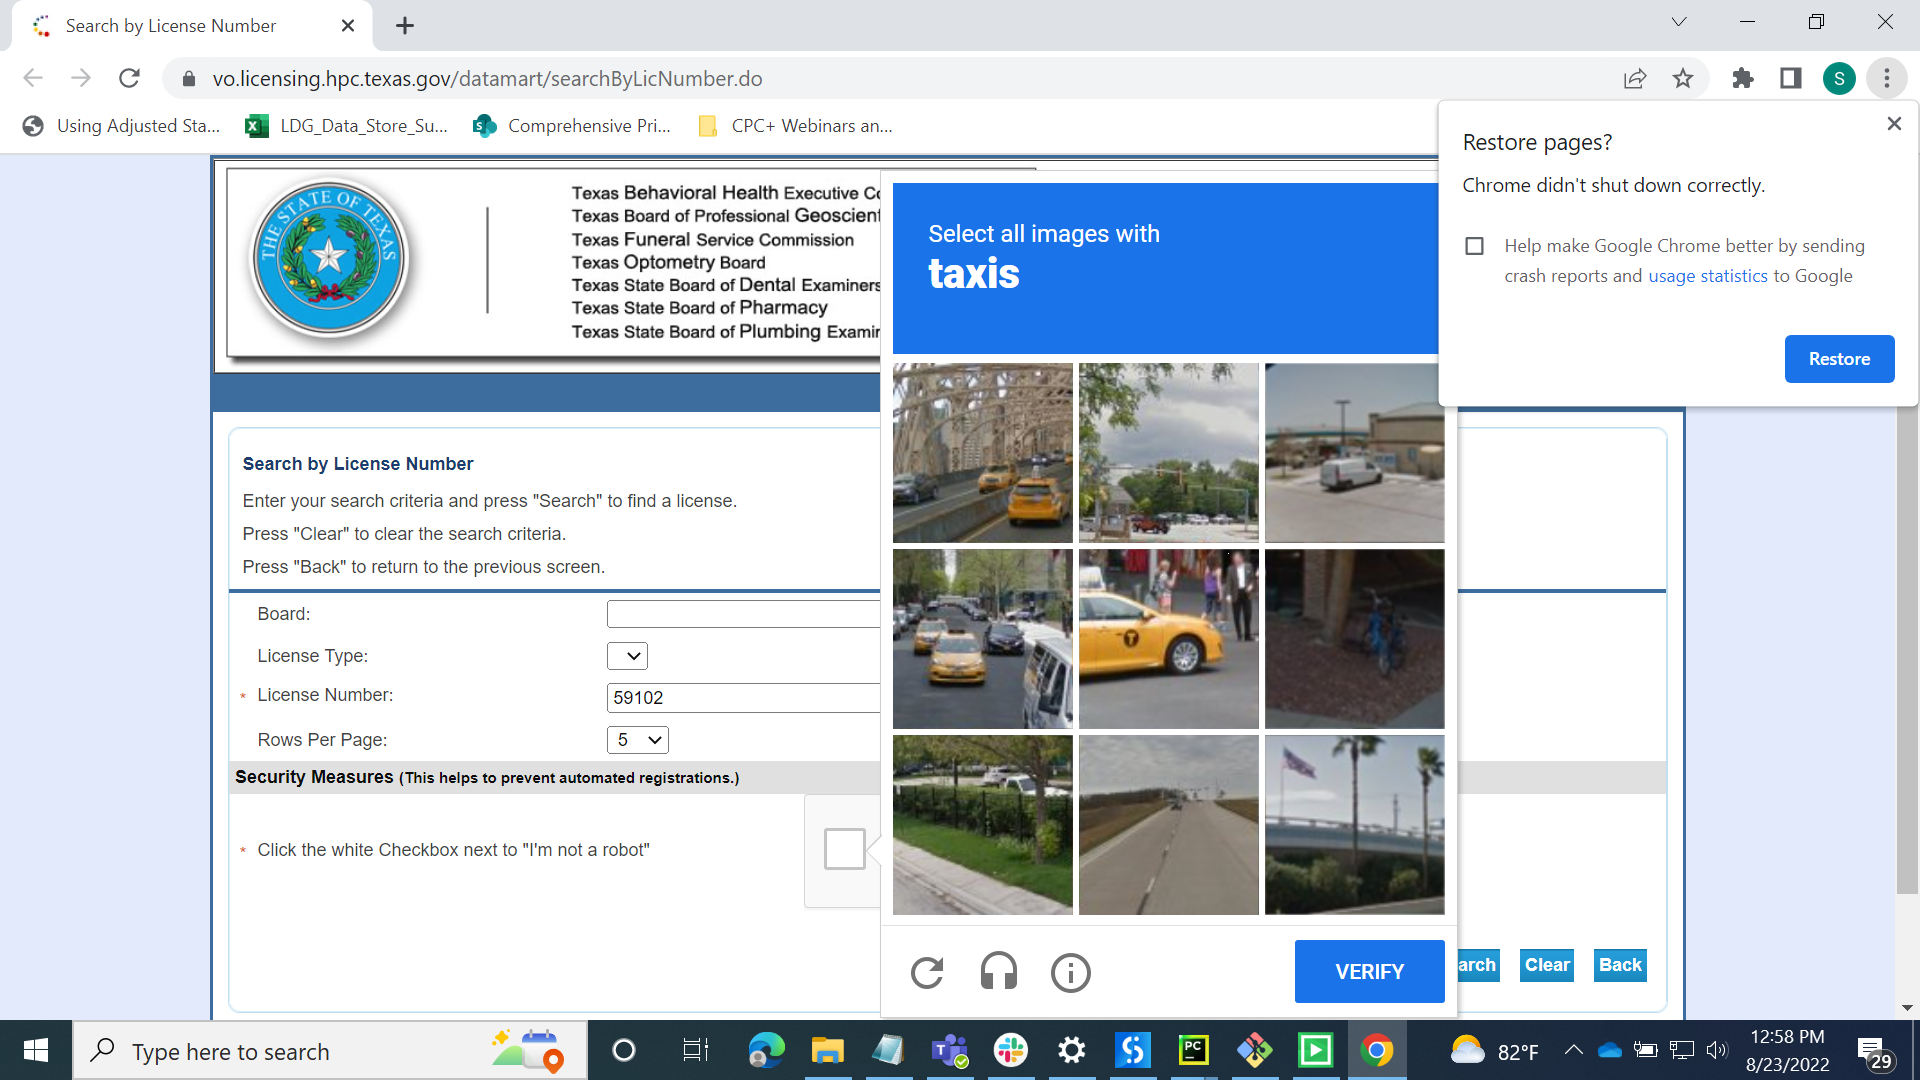 Search by License Number
vo.licensing.hpc.texas.gov/datamart/searchByLicNumber.do
S
Using Adjusted Sta...
LDG_Data_Store_Su...
Comprehensive Pri...
CPC+ Webinars an...
Restore pages?
Chrome didn't shut down correctly.
Help make Google Chrome better by sending
crash reports and usage statistics to Google
Restore
THE STATE OF TEXAS
Texas Behavioral Health Executive Co
Texas Board of Professional Geoscient
Texas Funeral Service Commission
Texas Optometry Board
Texas State Board of Dental Examiners
Texas State Board of Pharmacy
Texas State Board of Plumbing Examin
Select all images with
taxis
Search by License Number
Enter your search criteria and press "Search" to find a license.
Press "Clear" to clear the search criteria.
Press "Back" to return to the previous screen.
Board:
License Type:
* License Number:
59102
Rows Per Page:
5
Security Measures (This helps to prevent automated registrations.)
* Click the white Checkbox next to "I'm not a robot"
T
VERIFY
arch
Clear
Back
Type here to search
T
S
PC
82°F
12:58 PM
8/23/2022
29